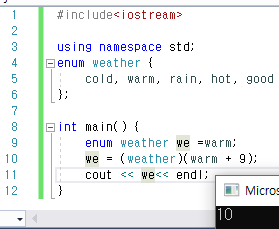 1 #include<iostream>
2
3 using namespace std;
4 enum weather {
5 cold, warm, rain, hot, good
6 };
7
8 int main() {
9 enum weather we =warm;
10 we = (weather)(warm + 9);
11 cout << we<< endl;
12 }
Micros
10